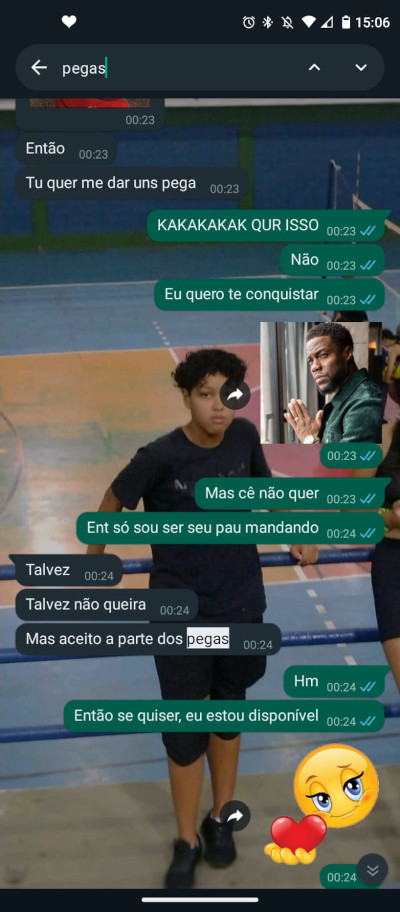 15:06
pegas
00:23
Então 00:23
Tu quer me dar uns pega 00:23
KAKAKAKAK QUR ISSO 00:23
Não 00:23
Eu quero te conquistar 00:23
00:23
Mas cê não quer 00:23
Ent só sou ser seu pau mandando 00:24
Talvez 00:24
Talvez não queira 00:24
Mas aceito a parte dos pegas 00:24
Hm 00:24
Então se quiser, eu estou disponível 00:24
00:24